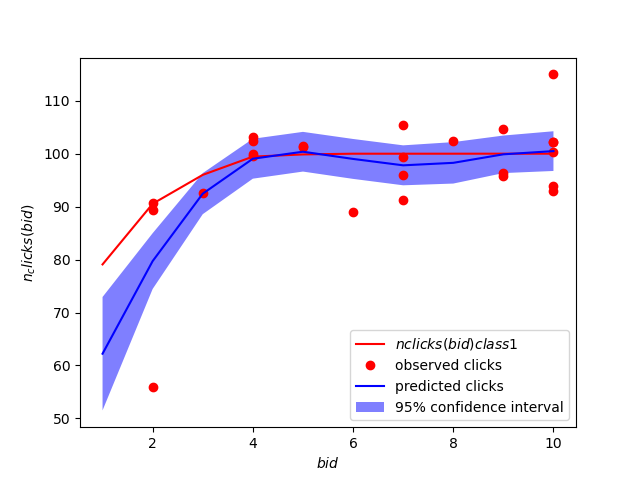 110
100
90
80
70
60
50
2
4
6
8
10
bid
n_clicks(bid)
nclicks(bid)class1
observed clicks
predicted clicks
95% confidence interval